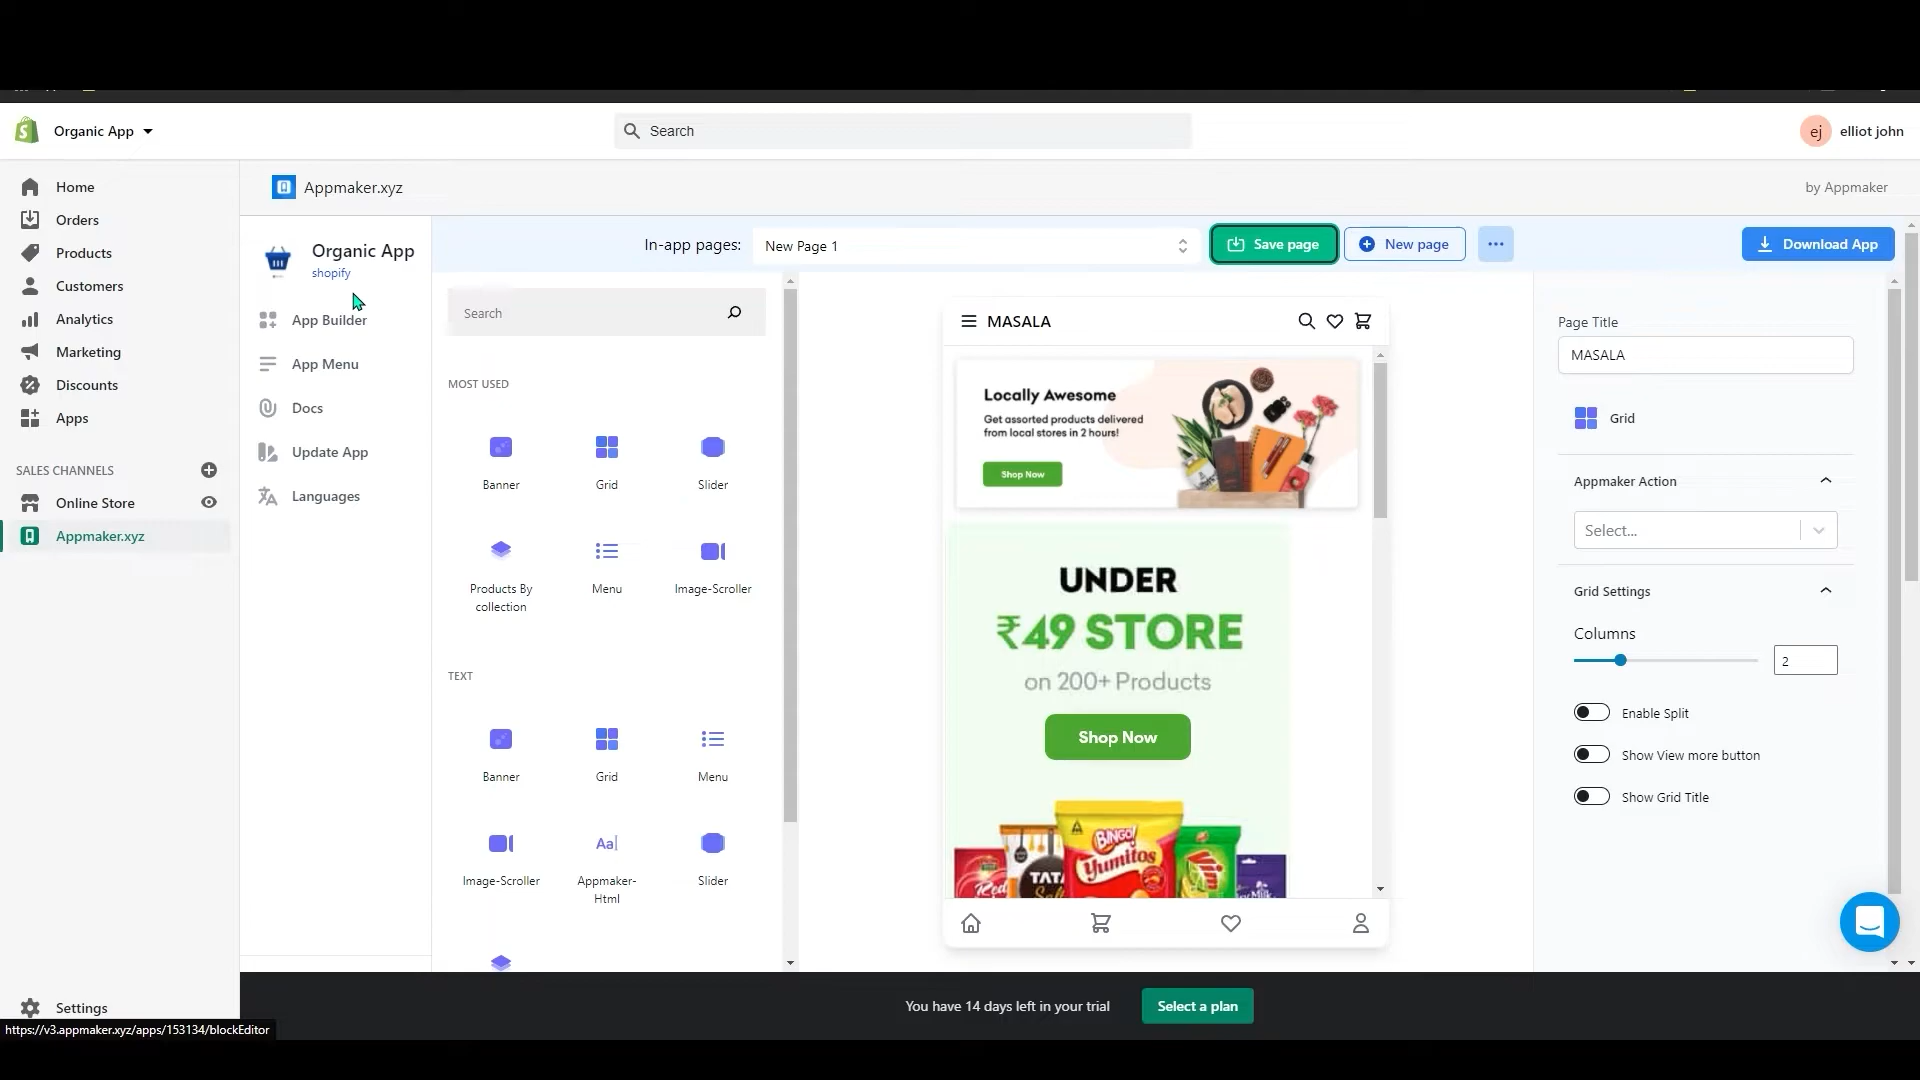 Organic App
Search
ej
elliot john
Home
Orders
Products
Customers
Analytics
Marketing
Discounts
Apps
SALES CHANNELS
Online Store
Appmaker.xyz
Settings
https://v3.appmaker.xyz/apps/153134/blockEditor
Appmaker.xyz
by Appmaker
Organic App
shopify
App Builder
App Menu
Docs
Update App
Languages
In-app pages:
New Page 1
Save page
New page
Download App
Search
MOST USED
Banner
Grid
Slider
Products By
collection
Menu
Image-Scroller
TEXT
Banner
Grid
Menu
Image-Scroller
Aa|
Appmaker-
Html
Slider
MASALA
Locally Awesome
Get assorted products delivered
from local stores in 2 hours!
Shop Now
UNDER
₹49 STORE
on 200+ Products
Shop Now
BINGO!
Yumitos
TATA
Salt
Red
Milk
Page Title
MASALA
Grid
Appmaker Action
Select...
Grid Settings
Columns
2
Enable Split
Show View more button
Show Grid Title
You have 14 days left in your trial
Select a plan